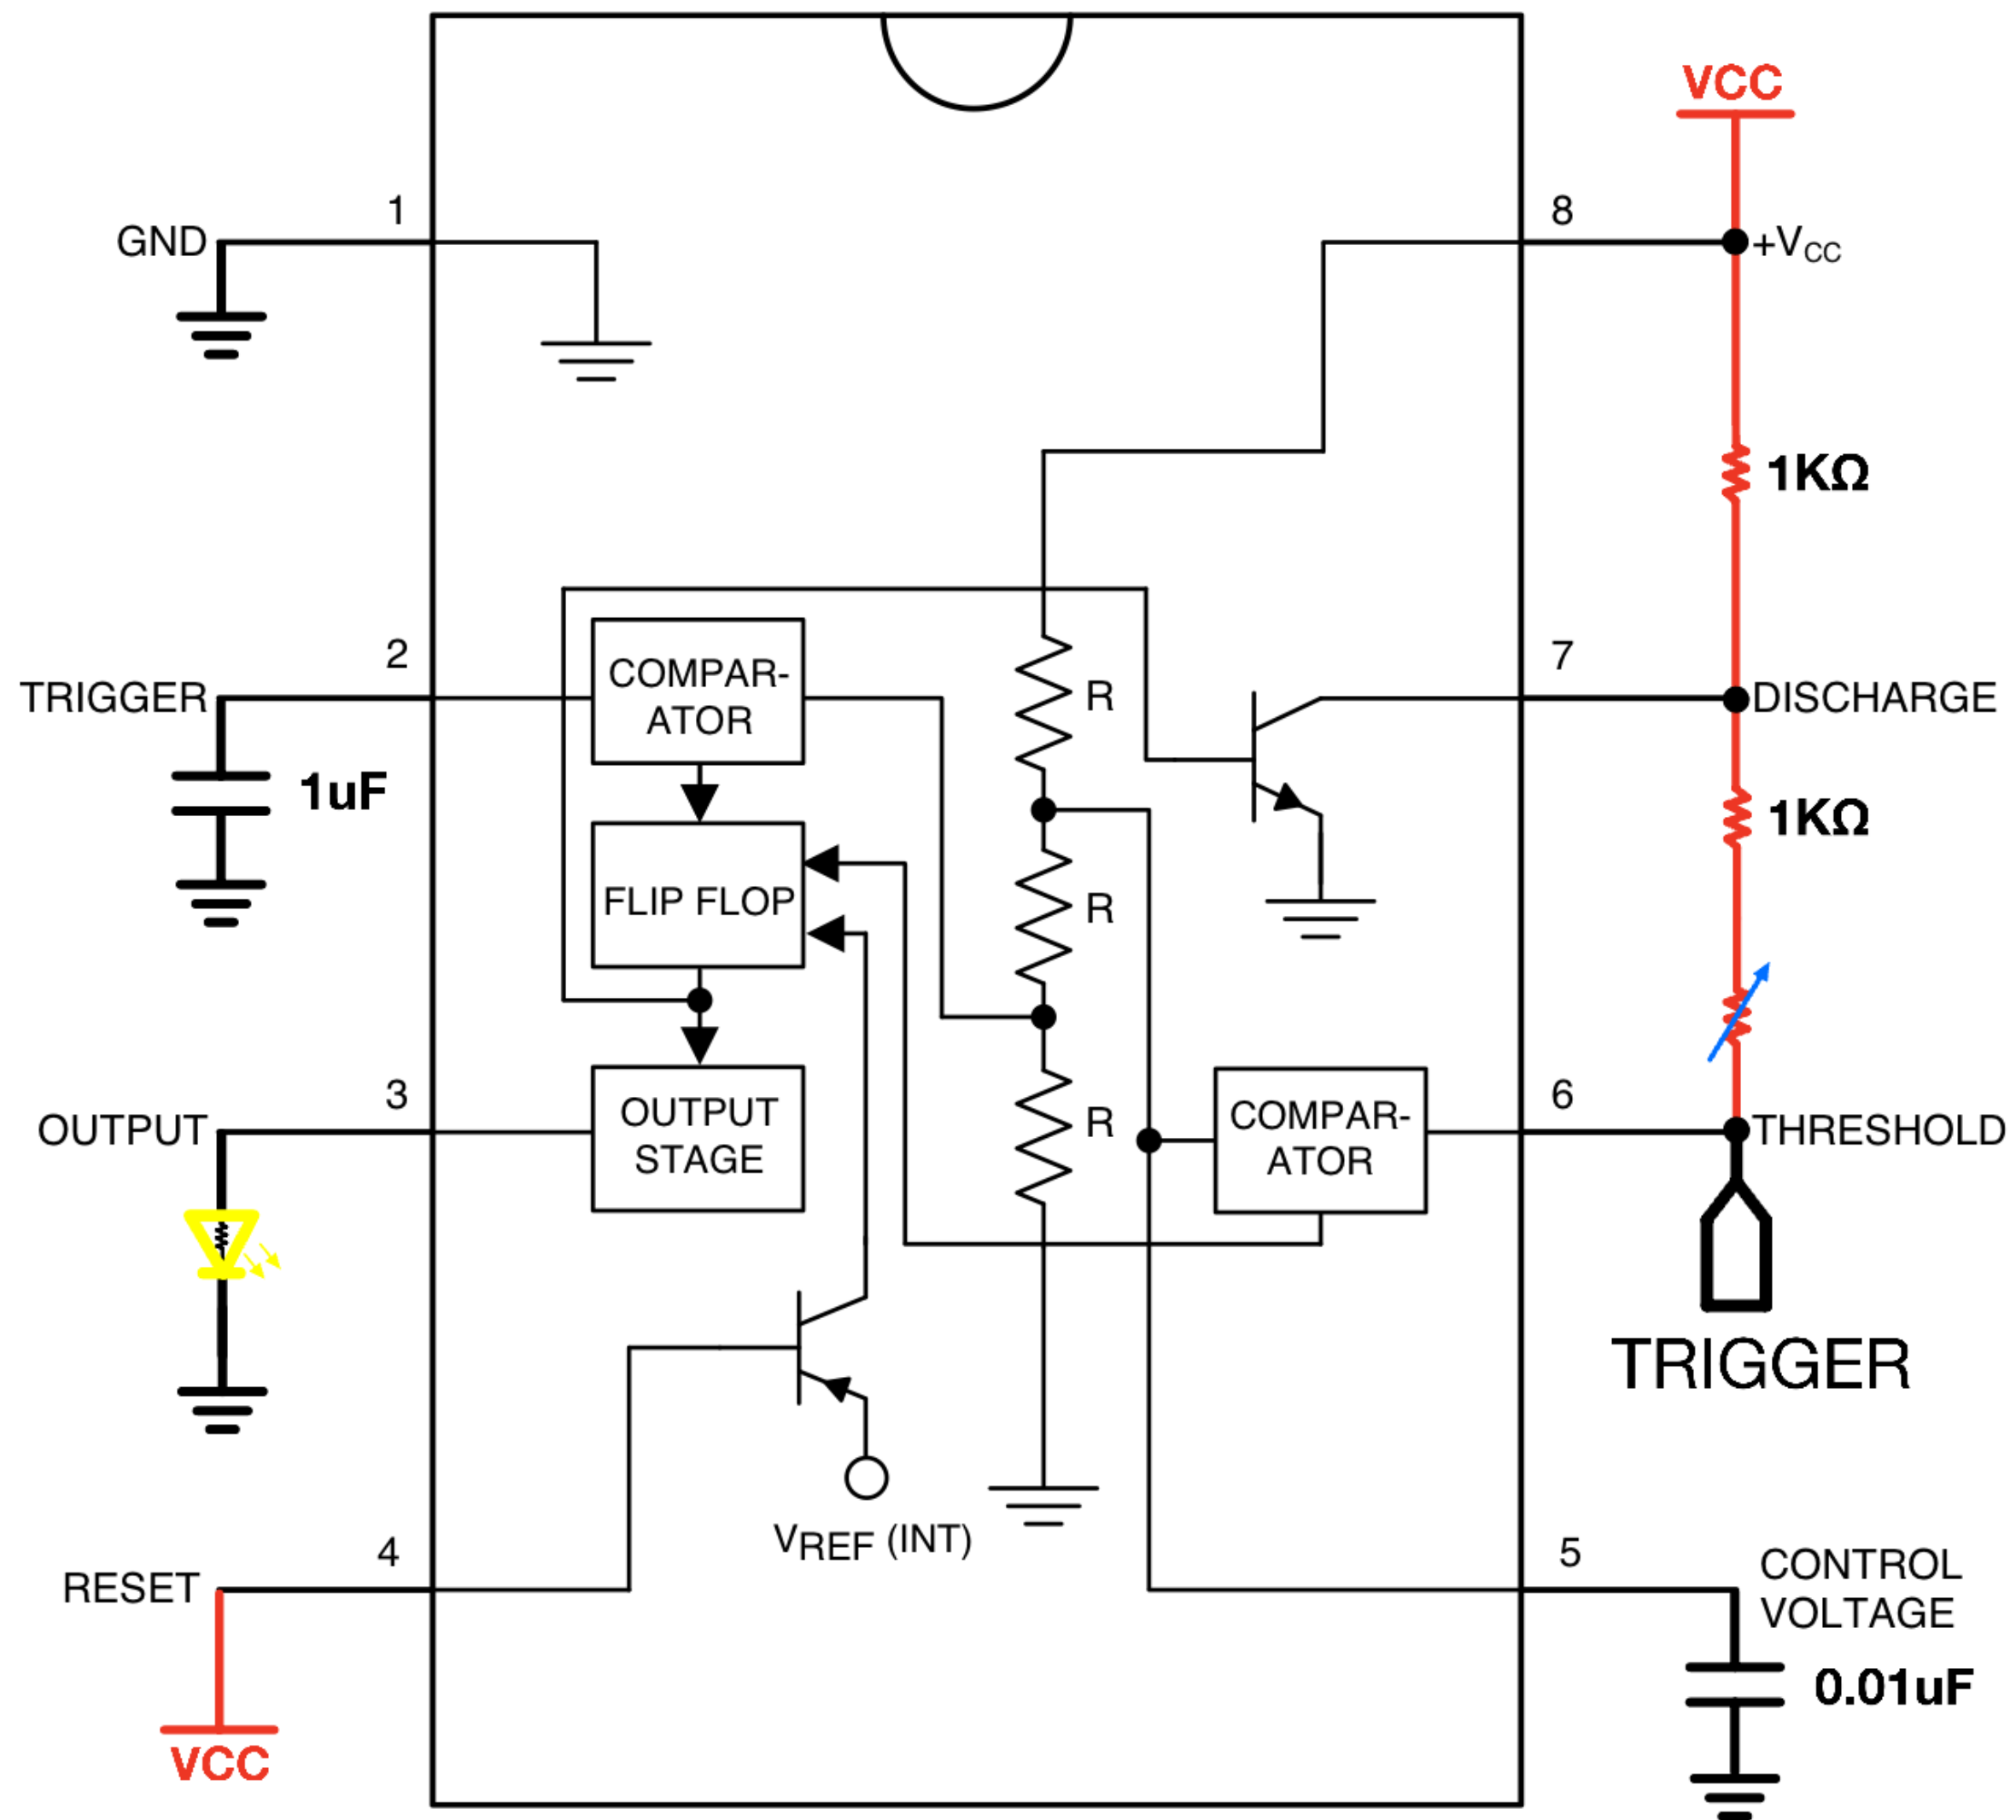 VCC
1
8
GND
+VCC
1KΩ
2
7
COMPAR-
ATOR
TRIGGER
R
DISCHARGE
1uF
1KΩ
FLIP FLOP
R
3
6
OUTPUT
OUTPUT
STAGE
R
COMPAR-
ATOR
THRESHOLD
TRIGGER
VREF (INT)
4
5
RESET
CONTROL
VOLTAGE
0.01uF
VCC